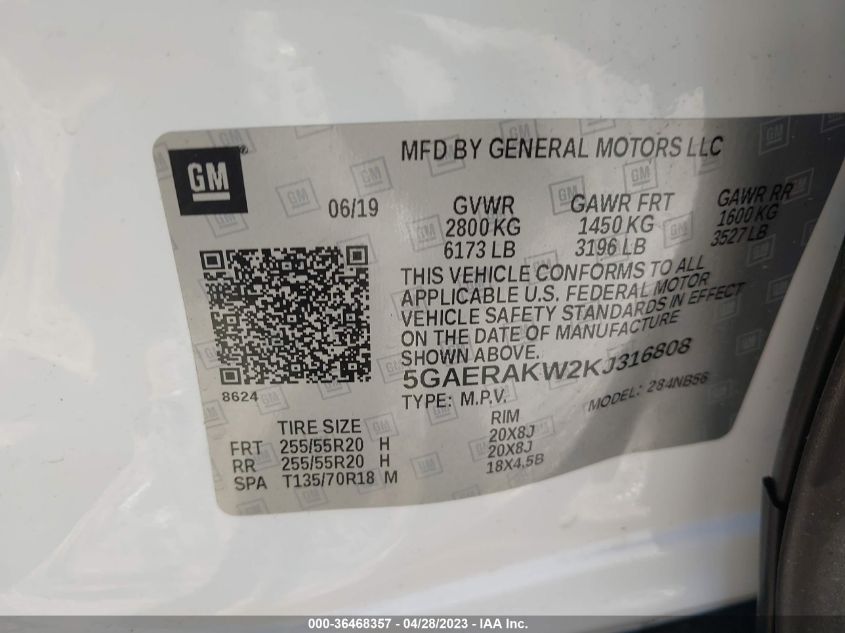 GM
MFD BY GENERAL MOTORS LLC
06/19
GVWR GAWR FRT GAWR RR
2800 KG 1450 KG 1600 KG
6173 LB 3196 LB 3527 LB
THIS VEHICLE CONFORMS TO ALL
APPLICABLE U.S. FEDERAL MOTOR
VEHICLE SAFETY STANDARDS IN EFFECT
ON THE DATE OF MANUFACTURE
SHOWN ABOVE.
5GAERAKW2KJ316808
TYPE: M.P.V. MODEL: 284NB56
8624
TIRE SIZE RIM
FRT 255/55R20 H 20X8J
RR 255/55R20 H 20X8J
SPA T135/70R18 M 18X4.5B
000-36468357 - 04/28/2023 - IAA Inc.